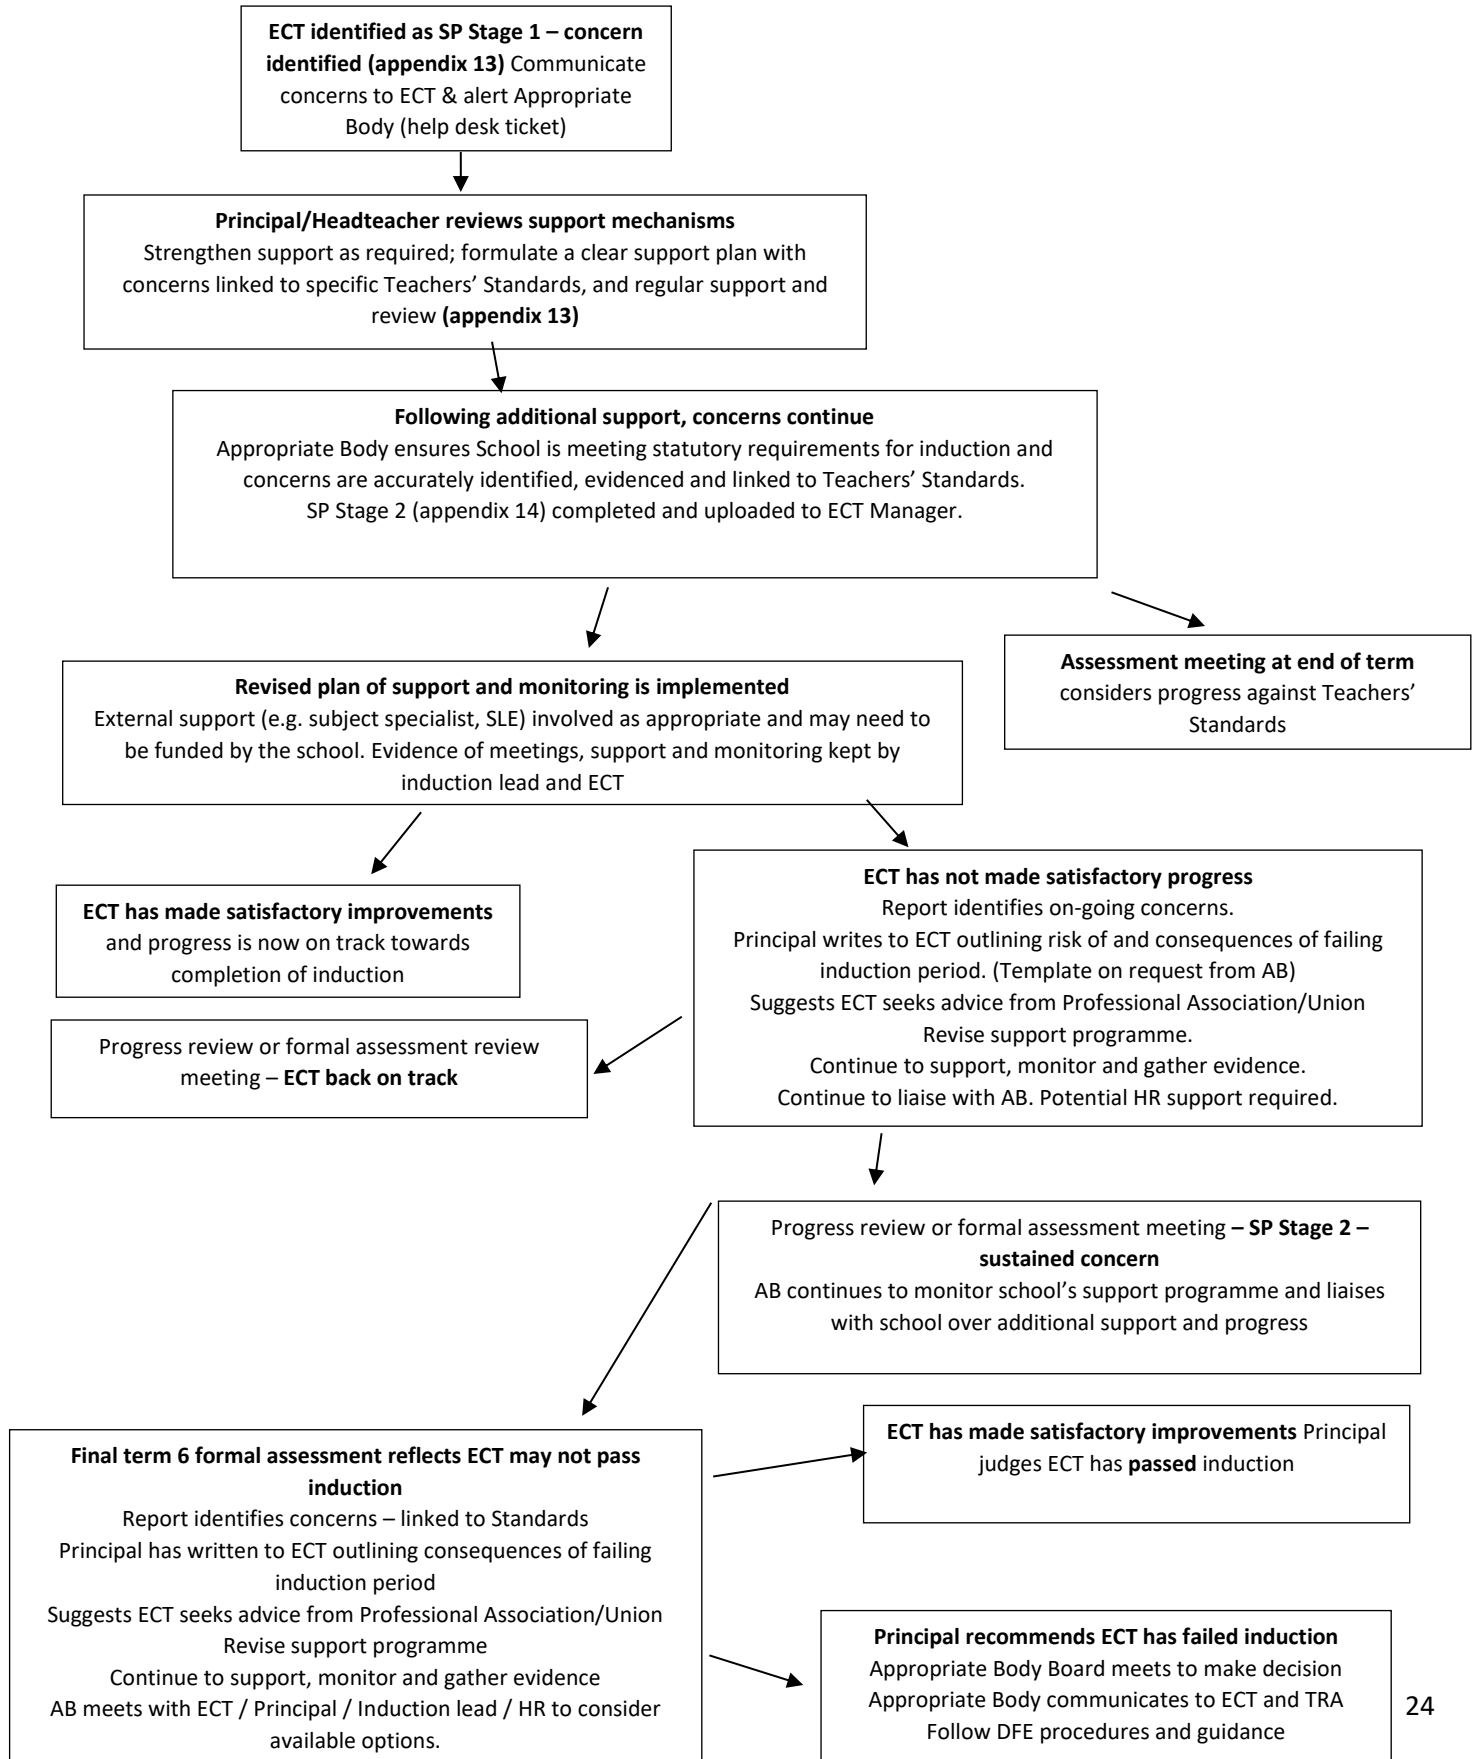 ECT identified as SP Stage 1 – concern
identified (appendix 13) Communicate
concerns to ECT & alert Appropriate
Body (help desk ticket)
Principal/Headteacher reviews support mechanisms
Strengthen support as required; formulate a clear support plan with
concerns linked to specific Teachers’ Standards, and regular support and
review (appendix 13)
Following additional support, concerns continue
Appropriate Body ensures School is meeting statutory requirements for induction and
concerns are accurately identified, evidenced and linked to Teachers’ Standards.
SP Stage 2 (appendix 14) completed and uploaded to ECT Manager.
Assessment meeting at end of term
considers progress against Teachers’
Standards
Revised plan of support and monitoring is implemented
External support (e.g. subject specialist, SLE) involved as appropriate and may need to
be funded by the school. Evidence of meetings, support and monitoring kept by
induction lead and ECT
ECT has made satisfactory improvements
and progress is now on track towards
completion of induction
ECT has not made satisfactory progress
Report identifies on-going concerns.
Principal writes to ECT outlining risk of and consequences of failing
induction period. (Template on request from AB)
Suggests ECT seeks advice from Professional Association/Union
Revise support programme.
Continue to support, monitor and gather evidence.
Continue to liaise with AB. Potential HR support required.
Progress review or formal assessment review
meeting – ECT back on track
Progress review or formal assessment meeting – SP Stage 2 –
sustained concern
AB continues to monitor school’s support programme and liaises
with school over additional support and progress
Final term 6 formal assessment reflects ECT may not pass
induction
Report identifies concerns – linked to Standards
Principal has written to ECT outlining consequences of failing
induction period
Suggests ECT seeks advice from Professional Association/Union
Revise support programme
Continue to support, monitor and gather evidence
AB meets with ECT / Principal / Induction lead / HR to consider
available options.
ECT has made satisfactory improvements Principal
judges ECT has passed induction
Principal recommends ECT has failed induction
Appropriate Body Board meets to make decision
Appropriate Body communicates to ECT and TRA
Follow DFE procedures and guidance
24